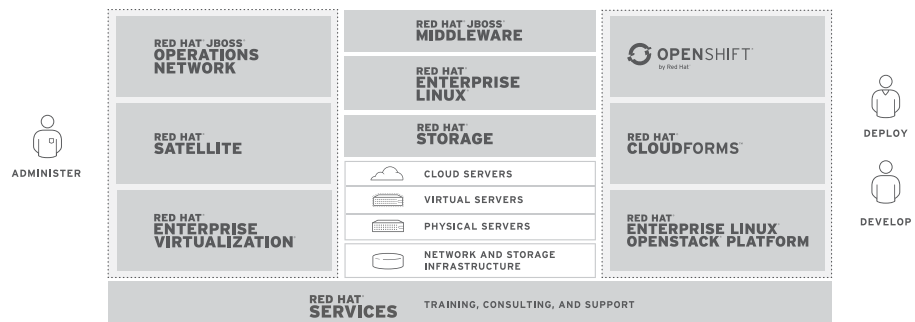 ADMINISTER
RED HAT® JBOSS®
OPERATIONS
NETWORK
RED HAT®
SATELLITE
RED HAT®
ENTERPRISE
VIRTUALIZATION
RED HAT® JBOSS®
MIDDLEWARE
RED HAT®
ENTERPRISE
LINUX®
RED HAT®
STORAGE
CLOUD SERVERS
VIRTUAL SERVERS
PHYSICAL SERVERS
NETWORK AND STORAGE
INFRASTRUCTURE
OPENSHIFT™
by Red Hat®
RED HAT®
CLOUDFORMS™
RED HAT®
ENTERPRISE LINUX®
OPENSTACK® PLATFORM
DEPLOY
DEVELOP
RED HAT®
SERVICES
TRAINING, CONSULTING, AND SUPPORT